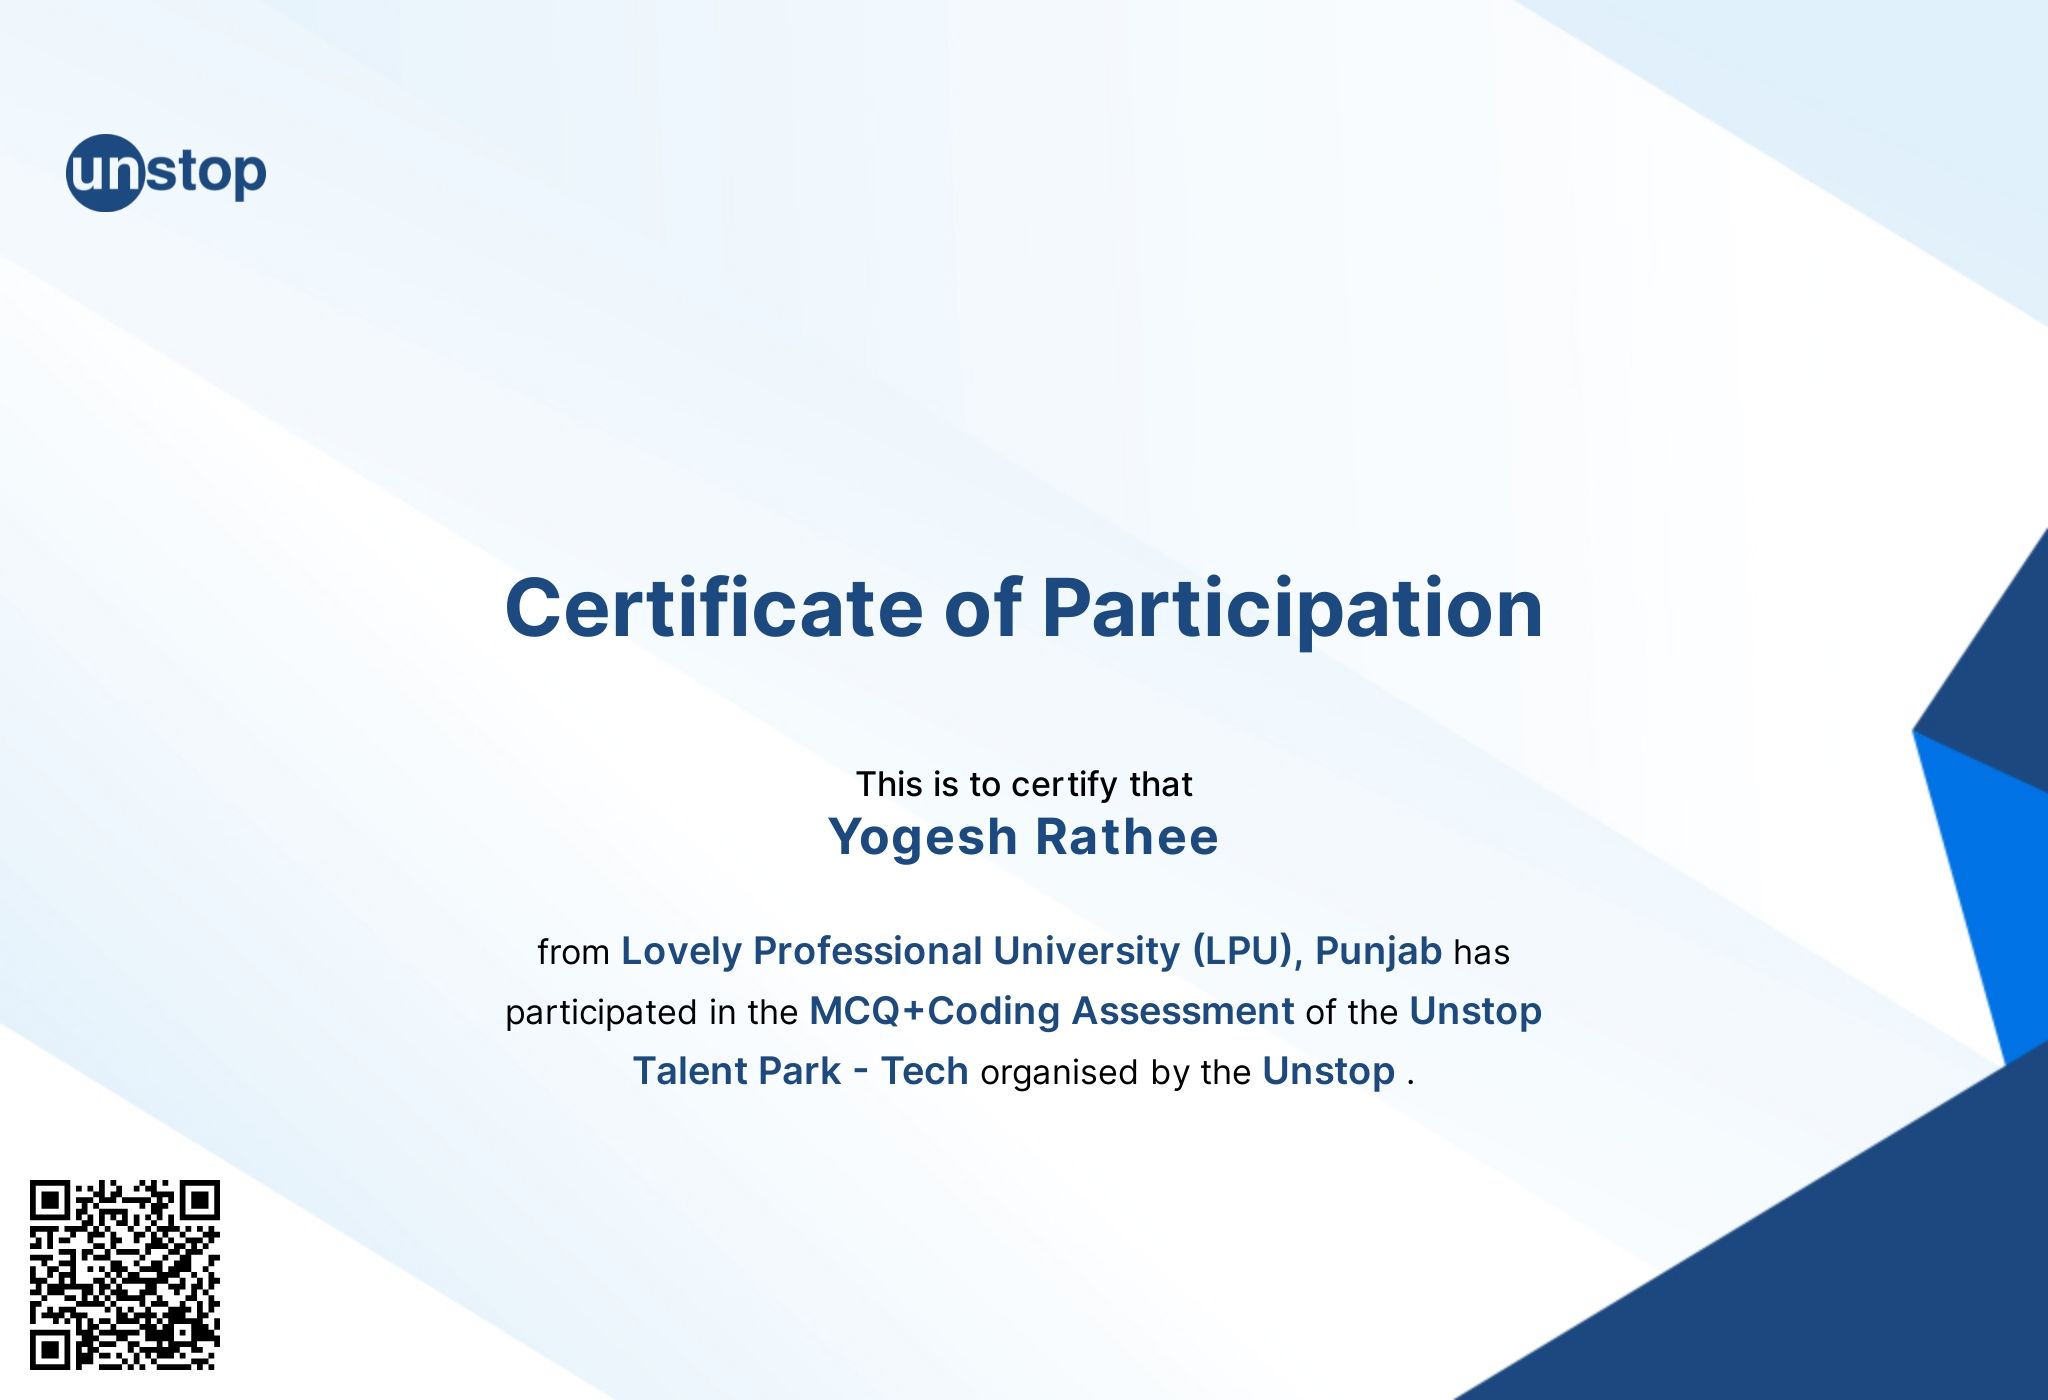 unstop
Certificate of Participation
This is to certify that
Yogesh Rathee
from Lovely Professional University (LPU), Punjab has
participated in the MCQ+Coding Assessment of the Unstop
Talent Park - Tech organised by the Unstop .